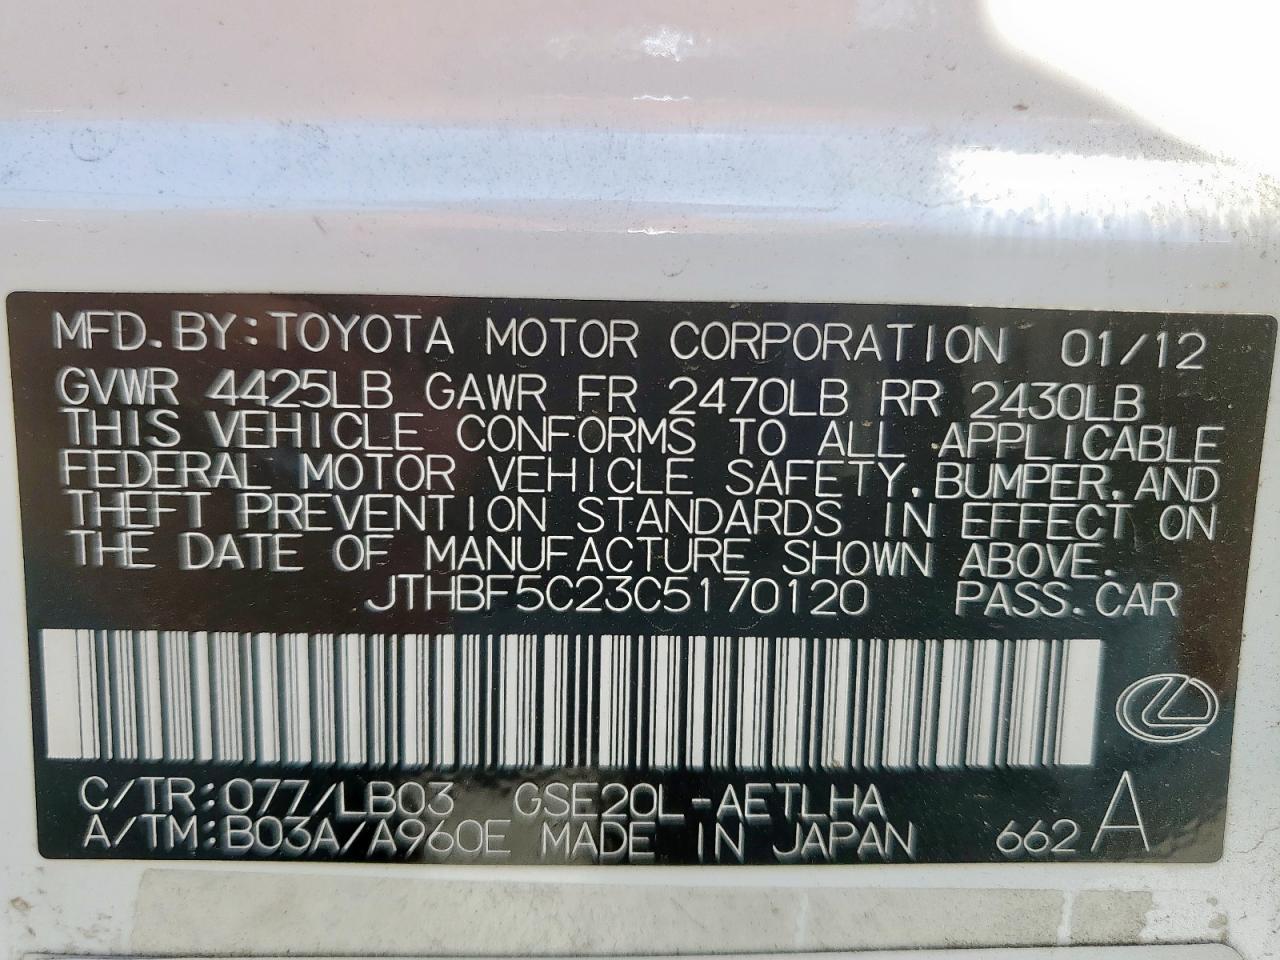 MFD. BY: TOYOTA MOTOR CORPORATION 01/12
GVWR 4425LB GAWR FR 2470LB RR 2430LB
THIS VEHICLE CONFORMS TO ALL APPLICABLE
FEDERAL MOTOR VEHICLE SAFETY, BUMPER, AND
THEFT PREVENTION STANDARDS IN EFFECT ON
THE DATE OF MANUFACTURE SHOWN ABOVE.
JTHBF5C23C5170120 PASS. CAR
C/TR: 077/LB03 GSE20L-AETLHA
A/TM: B03A/A960E MADE IN JAPAN 662 A